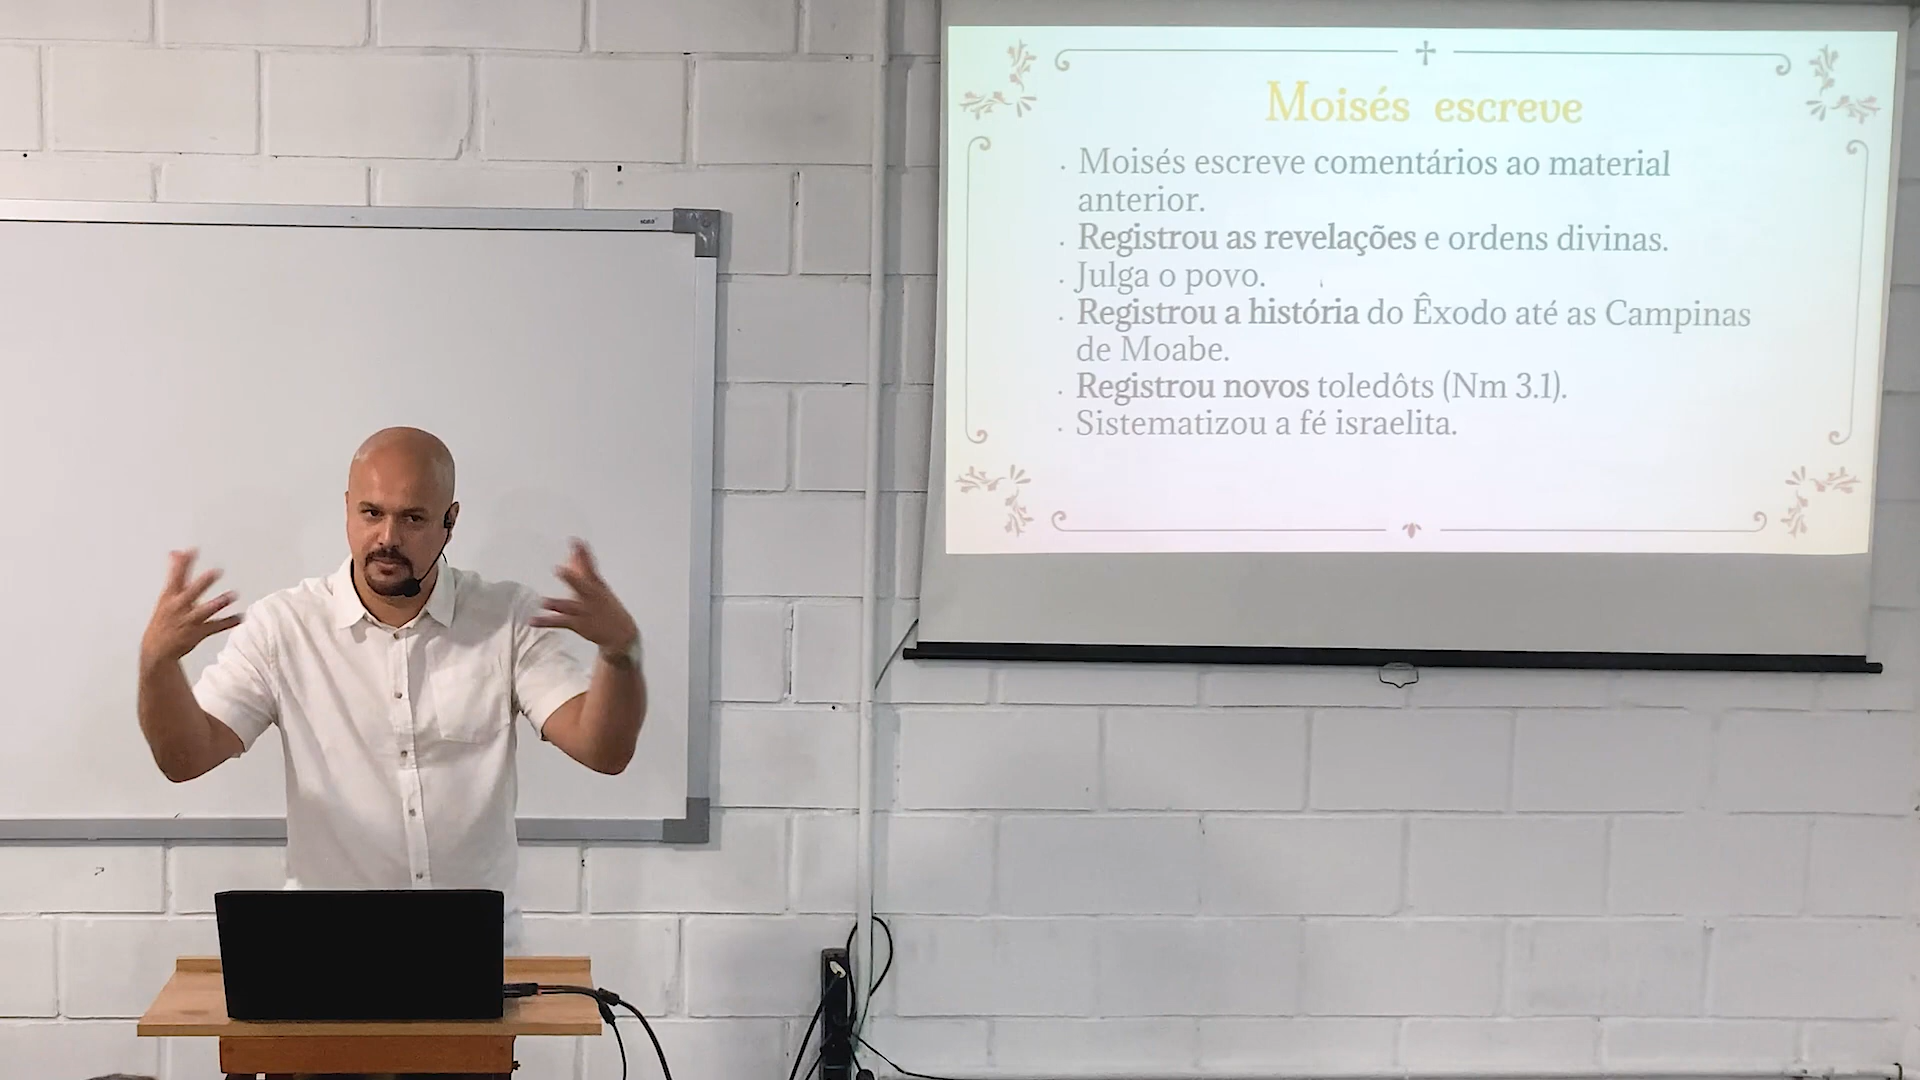 Moisés escreve
· Moisés escreve comentários ao material
anterior.
· Registrou as revelações e ordens divinas.
· Julga o povo.
· Registrou a história do Êxodo até as Campinas
de Moabe.
· Registrou novos toledôts (Nm 3.1).
· Sistematizou a fé israelita.